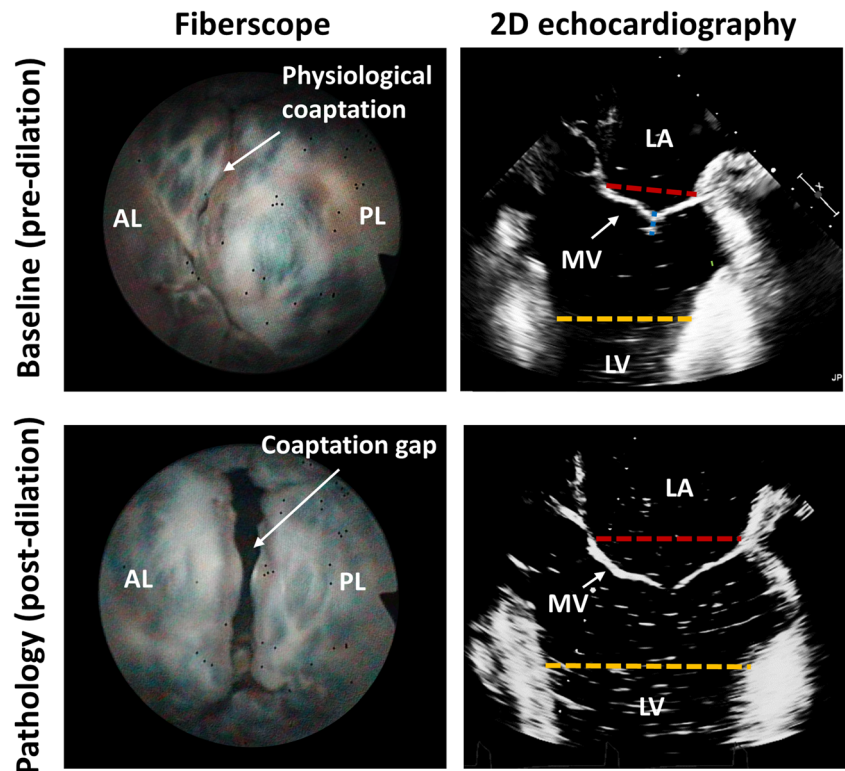 Fiberscope
2D echocardiography
Baseline (pre-dilation)
Physiological
coaptation
AL
PL
LA
MV
LV
JP
Pathology (post-dilation)
Coaptation gap
AL
PL
LA
MV
LV